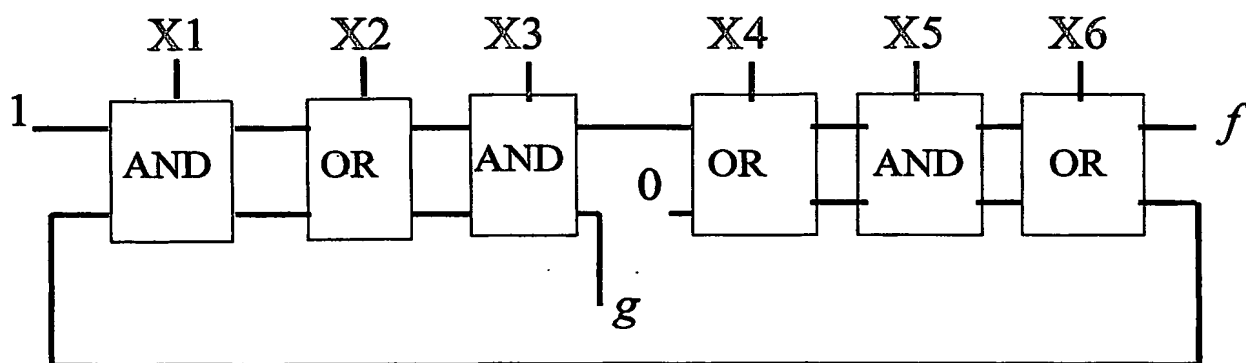 X1 X2 X3 X4 X5 X6
1 f
AND OR AND OR AND OR
0
g